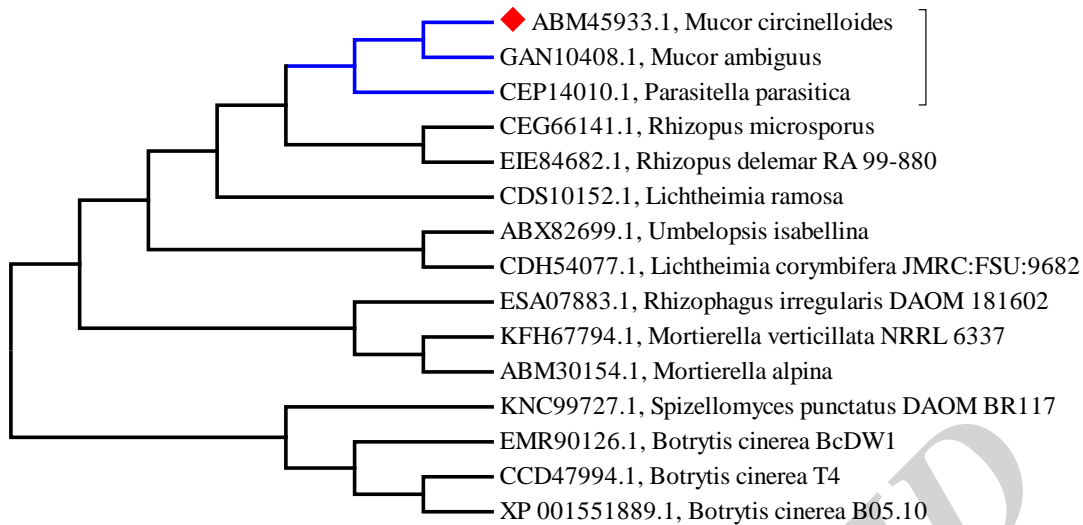 ABM45933.1, Mucor circinelloides
GAN10408.1, Mucor ambiguus
CEP14010.1, Parasitella parasitica
CEG66141.1, Rhizopus microsporus
EIE84682.1, Rhizopus delemar RA 99-880
CDS10152.1, Lichtheimia ramosa
ABX82699.1, Umbelopsis isabellina
CDH54077.1, Lichtheimia corymbifera JMRC:FSU:9682
ESA07883.1, Rhizophagus irregularis DAOM 181602
KFH67794.1, Mortierella verticillata NRRL 6337
ABM30154.1, Mortierella alpina
KNC99727.1, Spizellomyces punctatus DAOM BR117
EMR90126.1, Botrytis cinerea BcDW1
CCD47994.1, Botrytis cinerea T4
XP 001551889.1, Botrytis cinerea B05.10